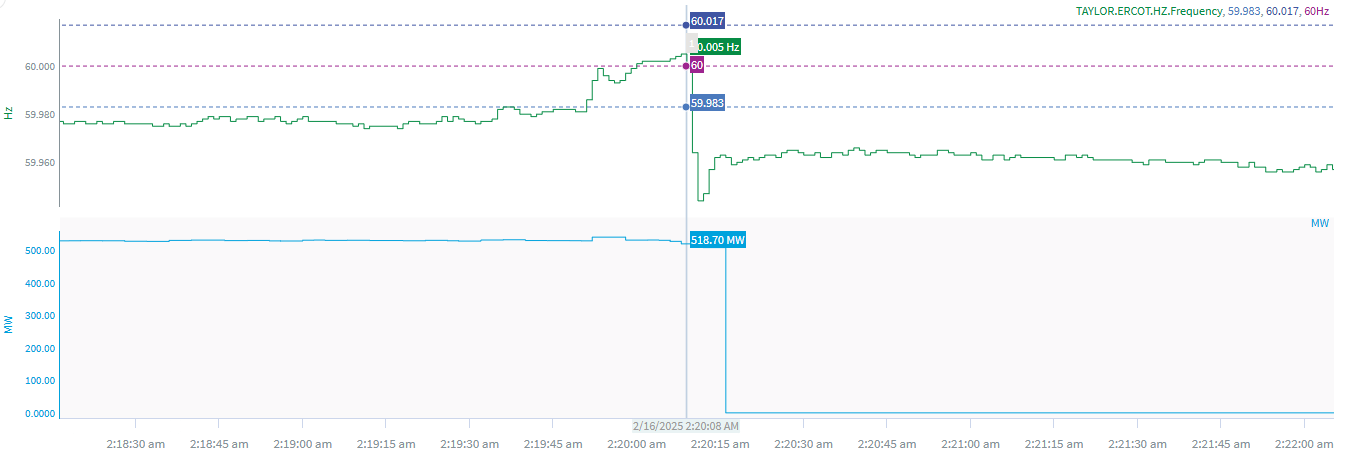 TAYLOR.ERCOT.HZ.Frequency, 59.983, 60.017, 60Hz
60.017
0.005 Hz
60.000
60
59.983
59.980
Hz
59.960
MW
518.70 MW
500.00
400.00
300.00
MW
200.00
100.00
0.0000
2/16/2025 2:20:08 AM
2:18:30 am 2:18:45 am 2:19:00 am 2:19:15 am 2:19:30 am 2:19:45 am 2:20:00 am 2:20:15 am 2:20:30 am 2:20:45 am 2:21:00 am 2:21:15 am 2:21:30 am 2:21:45 am 2:22:00 am